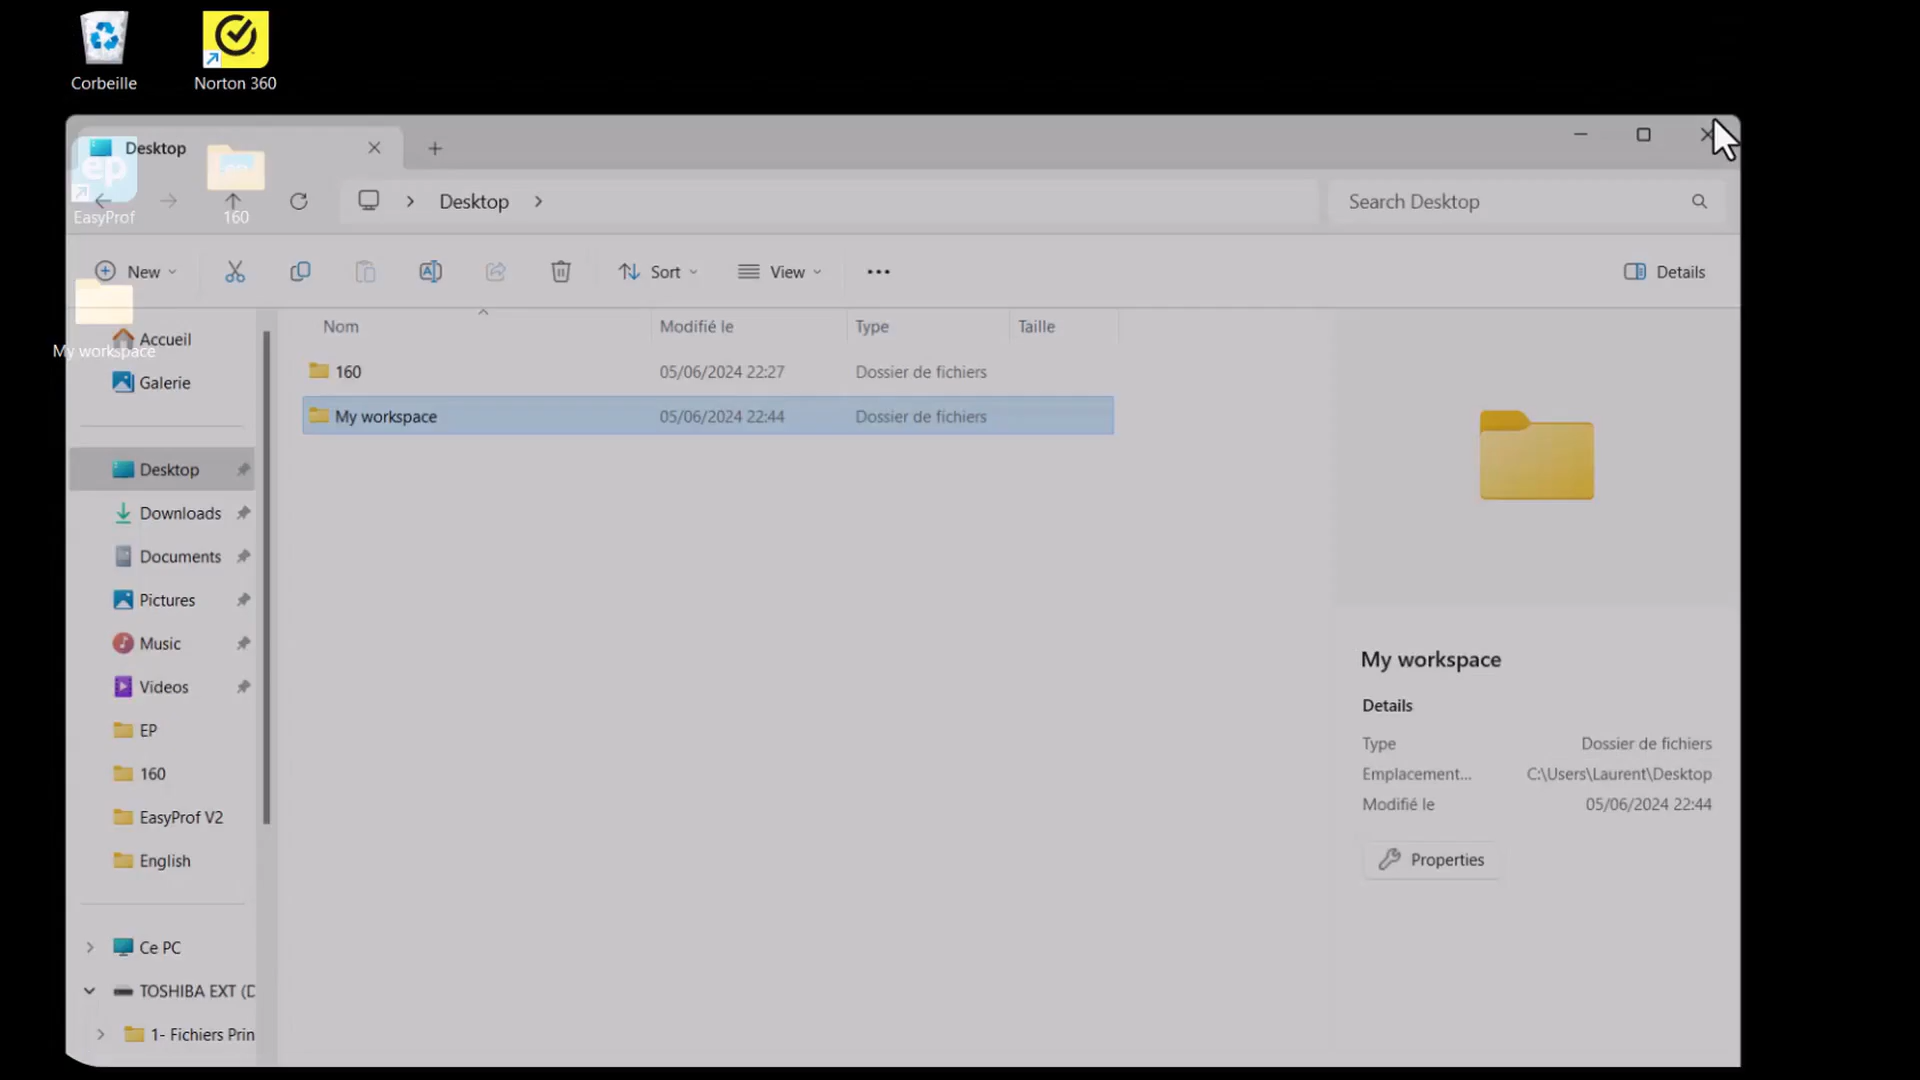 Corbeille
Norton 360
Desktop
ep
EasyProf
160
Desktop
Search Desktop
New
Sort
View
Details
My workspace
Accueil
Galerie
Desktop
Downloads
Documents
Pictures
Music
Videos
EP
160
EasyProf V2
English
Ce PC
TOSHIBA EXT (D
1- Fichiers Prin
Nom Modifié le Type Taille
160 05/06/2024 22:27 Dossier de fichiers
My workspace 05/06/2024 22:44 Dossier de fichiers
My workspace
Details
Type Dossier de fichiers
Emplacement... C:\Users\Laurent\Desktop
Modifié le 05/06/2024 22:44
Properties